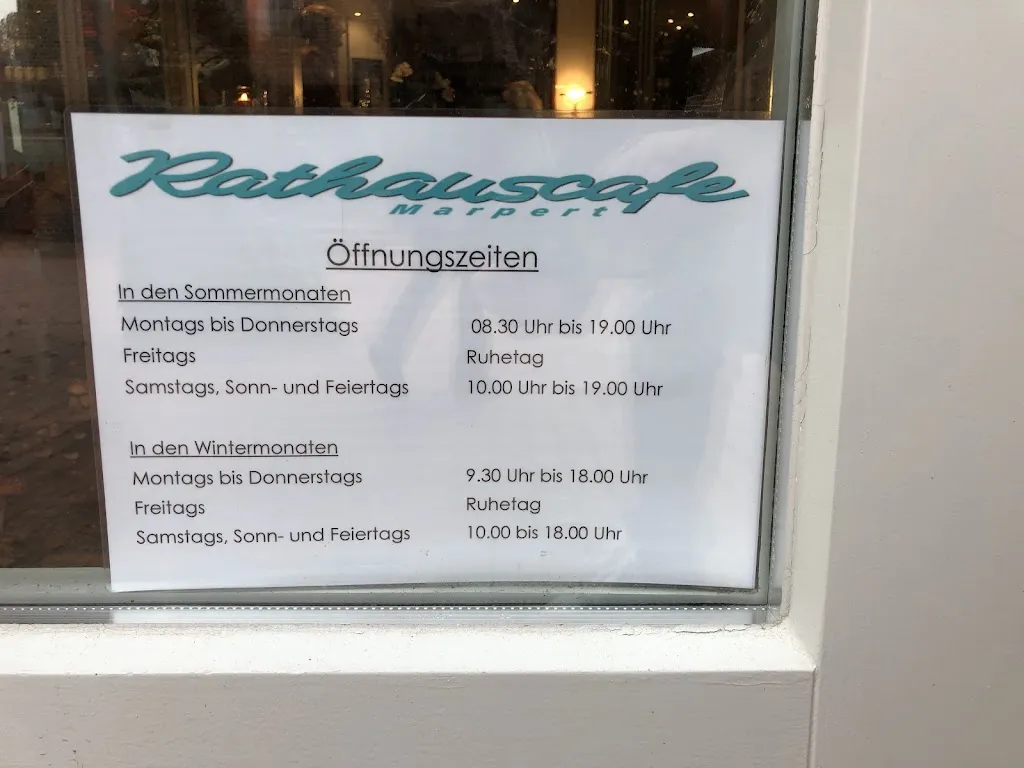 Rathauscafe
Marpert
Öffnungszeiten
In den Sommermonaten
Montags bis Donnerstags 08.30 Uhr bis 19.00 Uhr
Freitags Ruhetag
Samstags, Sonn- und Feiertags 10.00 Uhr bis 19.00 Uhr
In den Wintermonaten
Montags bis Donnerstags 9.30 Uhr bis 18.00 Uhr
Freitags Ruhetag
Samstags, Sonn- und Feiertags 10.00 bis 18.00 Uhr